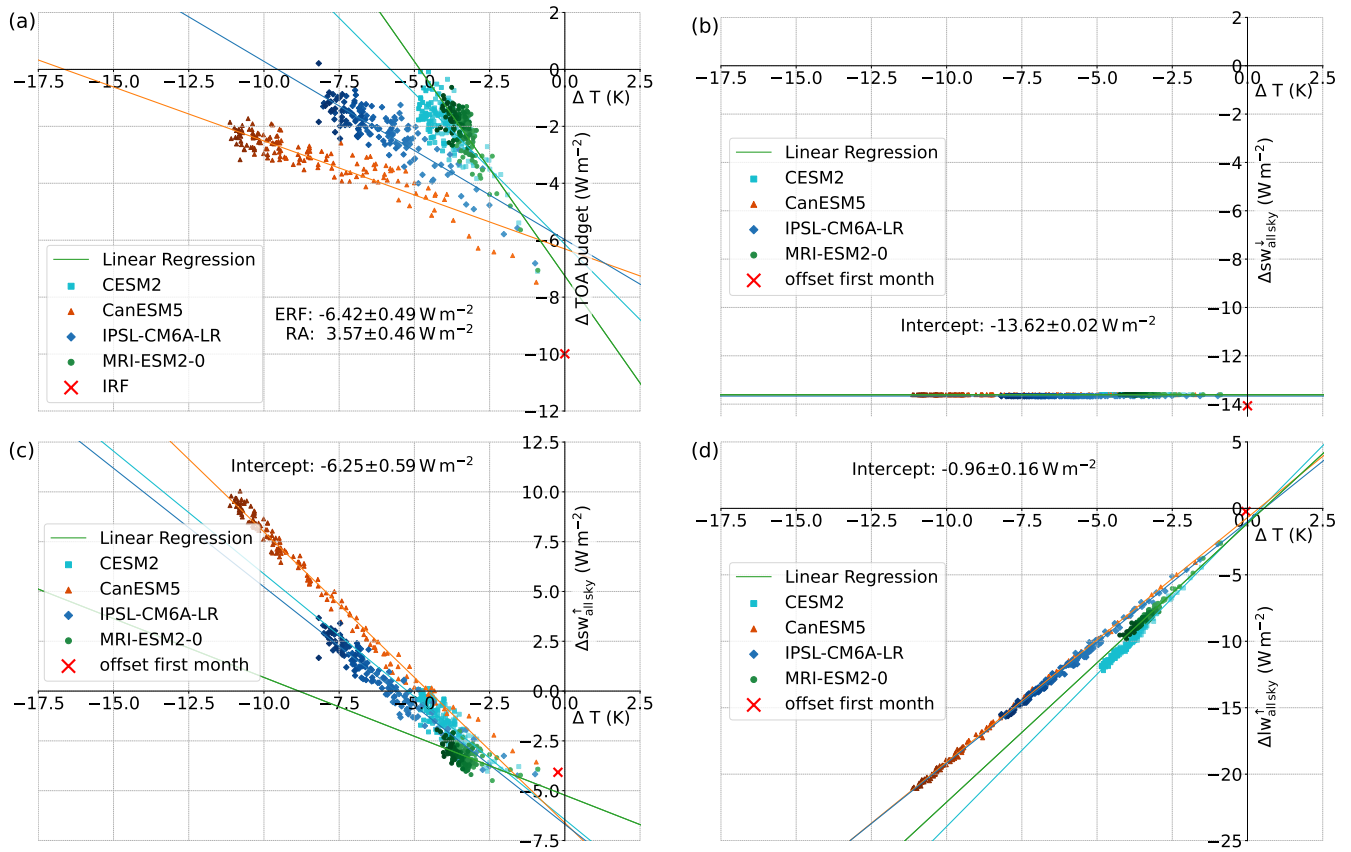 (a)
2
0
−2
−4
−6
−8
−10
−12
−17.5 −15.0 −12.5 −10.0 −7.5 −5.0 −2.5 0.0 2.5
Δ T (K)
Δ TOA budget (W m−2)
Linear Regression
CESM2
CanESM5
IPSL-CM6A-LR
MRI-ESM2-0
IRF
ERF: -6.42±0.49 W m−2
RA: 3.57±0.46 W m−2
(b)
2
0
−2
−4
−6
−8
−10
−12
−14
−17.5 −15.0 −12.5 −10.0 −7.5 −5.0 −2.5 0.0 2.5
Δ T (K)
Δsw↑all sky (W m−2)
Linear Regression
CESM2
CanESM5
IPSL-CM6A-LR
MRI-ESM2-0
offset first month
Intercept: -13.62±0.02 W m−2
(c)
12.5
10.0
7.5
5.0
2.5
0.0
−2.5
−5.0
−7.5
−17.5 −15.0 −12.5 −10.0 −7.5 −5.0 −2.5 0.0 2.5
Δ T (K)
Δsw↑all sky (W m−2)
Intercept: -6.25±0.59 W m−2
Linear Regression
CESM2
CanESM5
IPSL-CM6A-LR
MRI-ESM2-0
offset first month
(d)
5
0
−5
−10
−15
−20
−25
−17.5 −15.0 −12.5 −10.0 −7.5 −5.0 −2.5 0.0 2.5
Δ T (K)
Δlw↑all sky (W m−2)
Intercept: -0.96±0.16 W m−2
Linear Regression
CESM2
CanESM5
IPSL-CM6A-LR
MRI-ESM2-0
offset first month